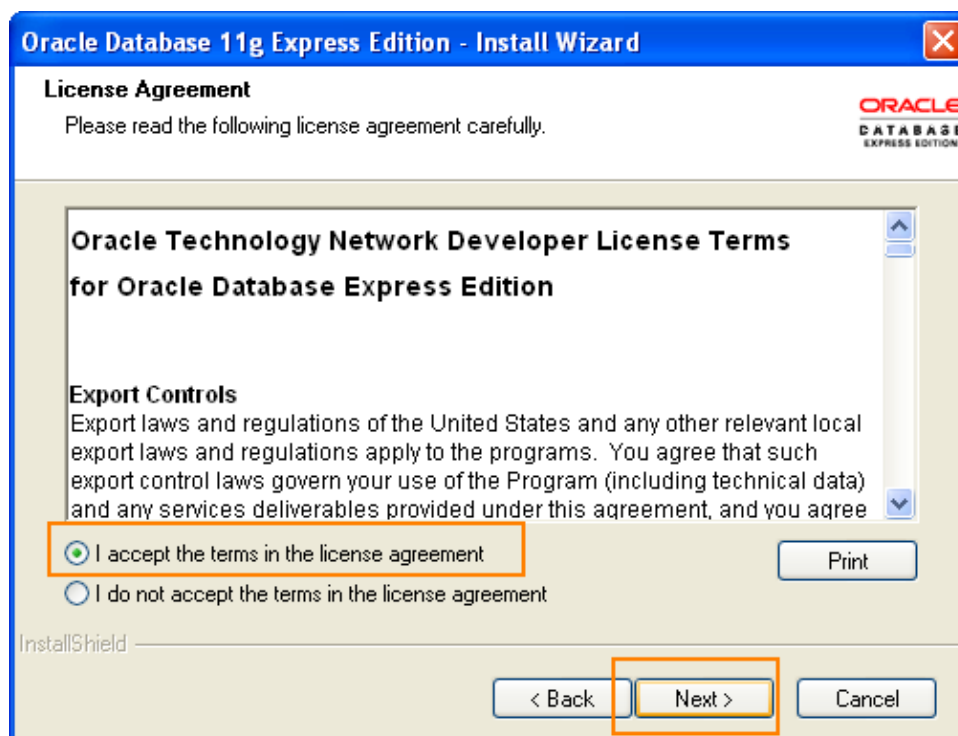 Oracle Database 11g Express Edition - Install Wizard
License Agreement
Please read the following license agreement carefully.
ORACLE
DATABASE
EXPRESS EDITION
Oracle Technology Network Developer License Terms
for Oracle Database Express Edition
Export Controls
Export laws and regulations of the United States and any other relevant local
export laws and regulations apply to the programs.  You agree that such
export control laws govern your use of the Program (including technical data)
and any services deliverables provided under this agreement, and you agree
I accept the terms in the license agreement
Print
I do not accept the terms in the license agreement
InstallShield
< Back
Next >
Cancel